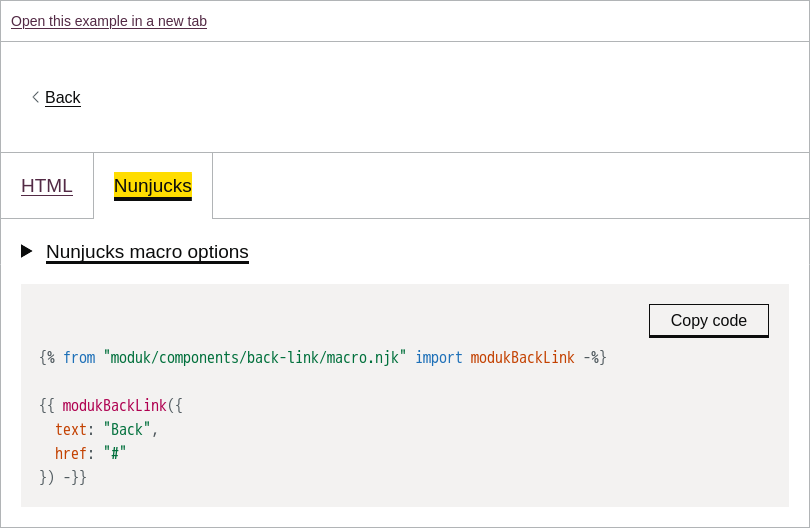 Open this example in a new tab
Back
HTML
Nunjucks
Nunjucks macro options
Copy code
{% from "moduk/components/back-link/macro.njk" import modukBackLink -%}
{{ modukBackLink({
  text: "Back",
  href: "#"
}) -}}